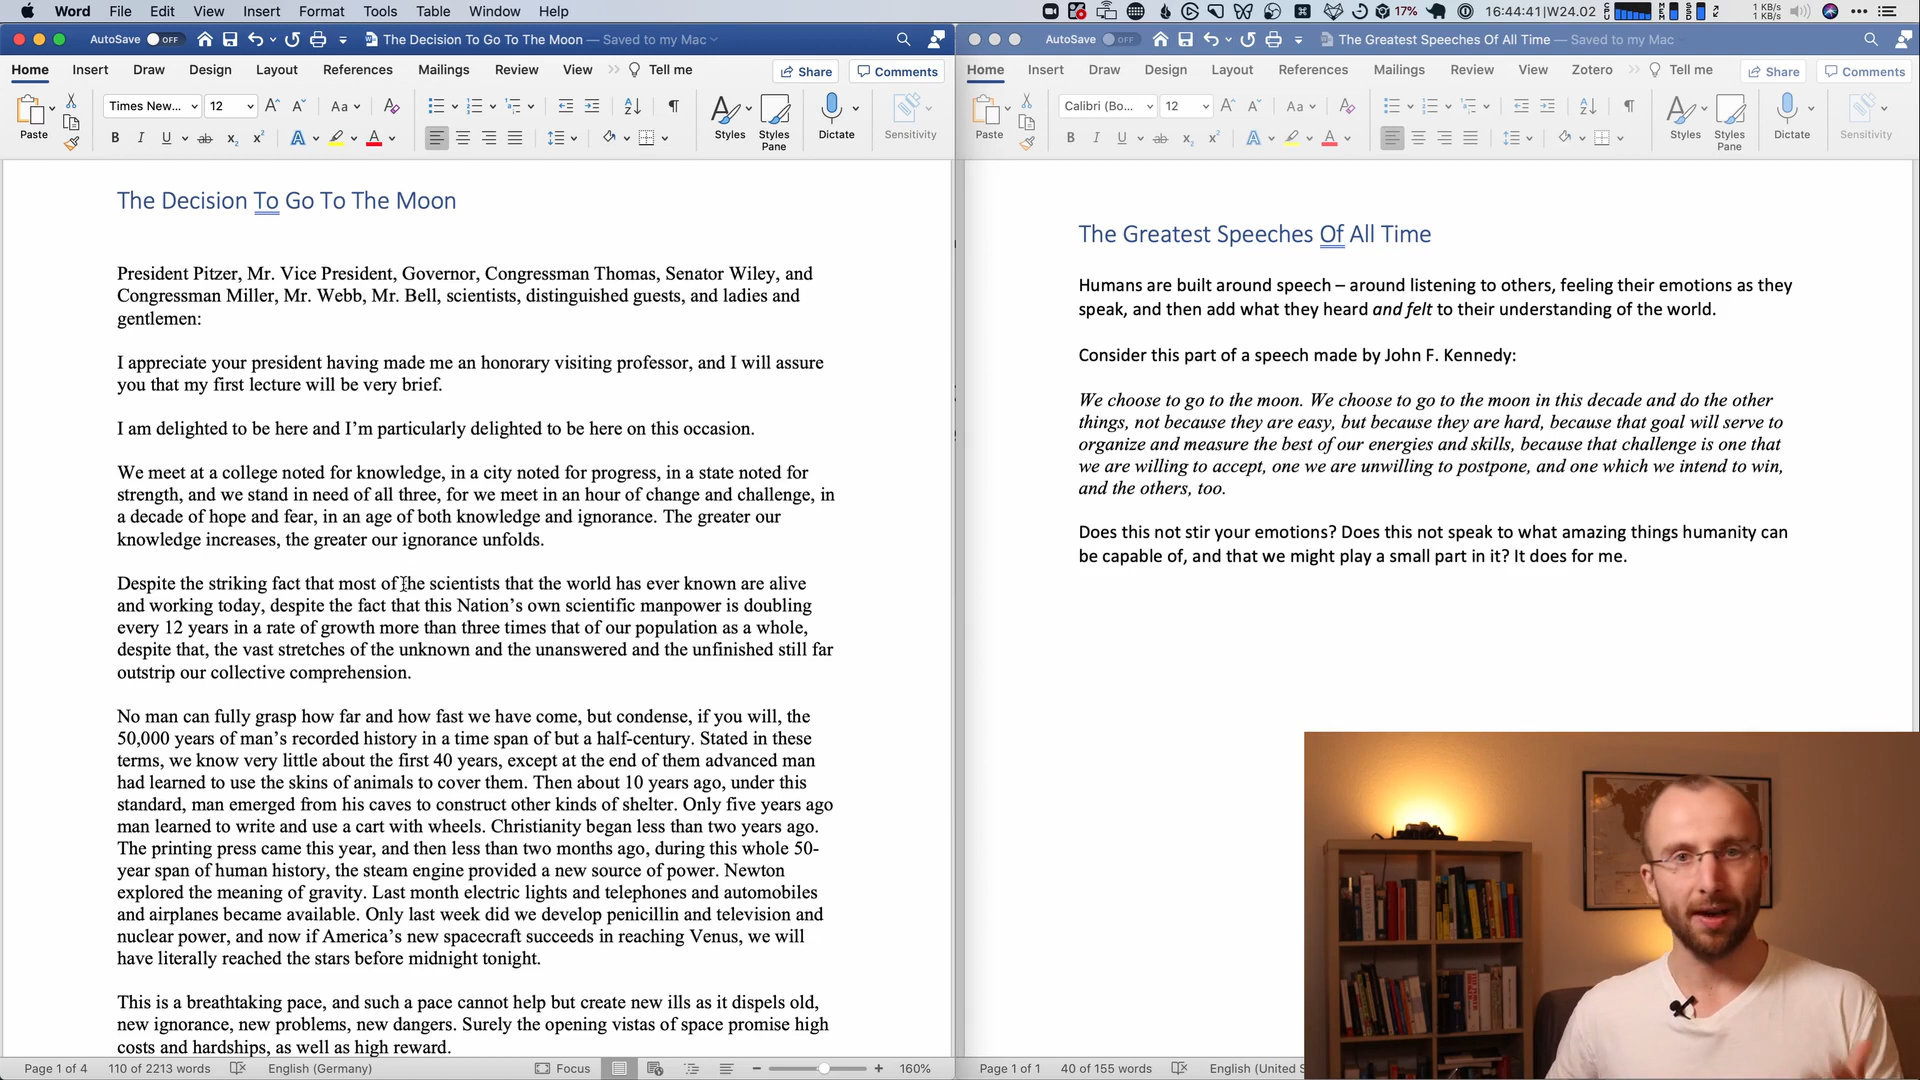 Word File Edit View Insert Format Tools Table Window Help 17% 16:44:41|W24.02 1 KB/s 1 KB/s
AutoSave OFF The Decision To Go To The Moon — Saved to my Mac
Home Insert Draw Design Layout References Mailings Review View Tell me Share Comments
Paste Times New... 12 Aa Styles Styles Pane Dictate Sensitivity
The Decision To Go To The Moon
President Pitzer, Mr. Vice President, Governor, Congressman Thomas, Senator Wiley, and
Congressman Miller, Mr. Webb, Mr. Bell, scientists, distinguished guests, and ladies and
gentlemen:
I appreciate your president having made me an honorary visiting professor, and I will assure
you that my first lecture will be very brief.
I am delighted to be here and I’m particularly delighted to be here on this occasion.
We meet at a college noted for knowledge, in a city noted for progress, in a state noted for
strength, and we stand in need of all three, for we meet in an hour of change and challenge, in
a decade of hope and fear, in an age of both knowledge and ignorance. The greater our
knowledge increases, the greater our ignorance unfolds.
Despite the striking fact that most of the scientists that the world has ever known are alive
and working today, despite the fact that this Nation’s own scientific manpower is doubling
every 12 years in a rate of growth more than three times that of our population as a whole,
despite that, the vast stretches of the unknown and the unanswered and the unfinished still far
outstrip our collective comprehension.
No man can fully grasp how far and how fast we have come, but condense, if you will, the
50,000 years of man’s recorded history in a time span of but a half-century. Stated in these
terms, we know very little about the first 40 years, except at the end of them advanced man
had learned to use the skins of animals to cover them. Then about 10 years ago, under this
standard, man emerged from his caves to construct other kinds of shelter. Only five years ago
man learned to write and use a cart with wheels. Christianity began less than two years ago.
The printing press came this year, and then less than two months ago, during this whole 50-
year span of human history, the steam engine provided a new source of power. Newton
explored the meaning of gravity. Last month electric lights and telephones and automobiles
and airplanes became available. Only last week did we develop penicillin and television and
nuclear power, and now if America’s new spacecraft succeeds in reaching Venus, we will
have literally reached the stars before midnight tonight.
This is a breathtaking pace, and such a pace cannot help but create new ills as it dispels old,
new ignorance, new problems, new dangers. Surely the opening vistas of space promise high
costs and hardships, as well as high reward.
Page 1 of 4 110 of 2213 words English (Germany) Focus 160%
AutoSave OFF The Greatest Speeches Of All Time — Saved to my Mac
Home Insert Draw Design Layout References Mailings Review View Zotero Tell me Share Comments
Paste Calibri (Bo... 12 Aa Styles Styles Pane Dictate Sensitivity
The Greatest Speeches Of All Time
Humans are built around speech – around listening to others, feeling their emotions as they
speak, and then add what they heard and felt to their understanding of the world.
Consider this part of a speech made by John F. Kennedy:
We choose to go to the moon. We choose to go to the moon in this decade and do the other
things, not because they are easy, but because they are hard, because that goal will serve to
organize and measure the best of our energies and skills, because that challenge is one that
we are willing to accept, one we are unwilling to postpone, and one which we intend to win,
and the others, too.
Does this not stir your emotions? Does this not speak to what amazing things humanity can
be capable of, and that we might play a small part in it? It does for me.
Page 1 of 1 40 of 155 words English (United S